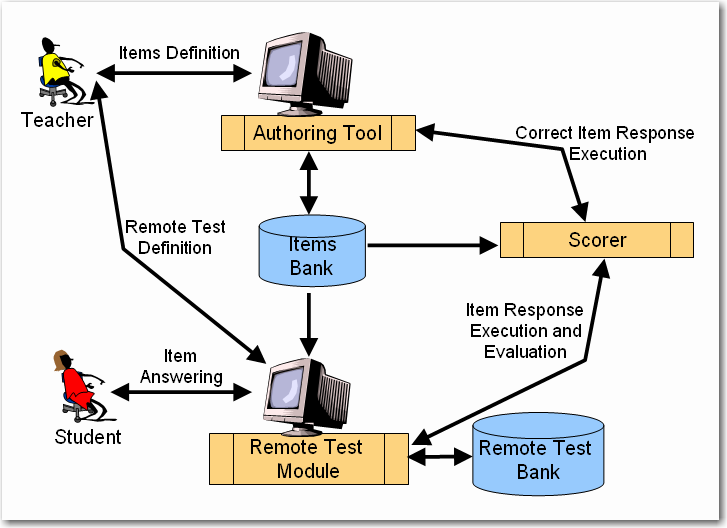 Items Definition
Teacher
Authoring Tool
Correct Item Response
Execution
Remote Test
Definition
Items
Bank
Scorer
Item Response
Execution and
Evaluation
Item
Answering
Student
Remote Test
Module
Remote Test
Bank